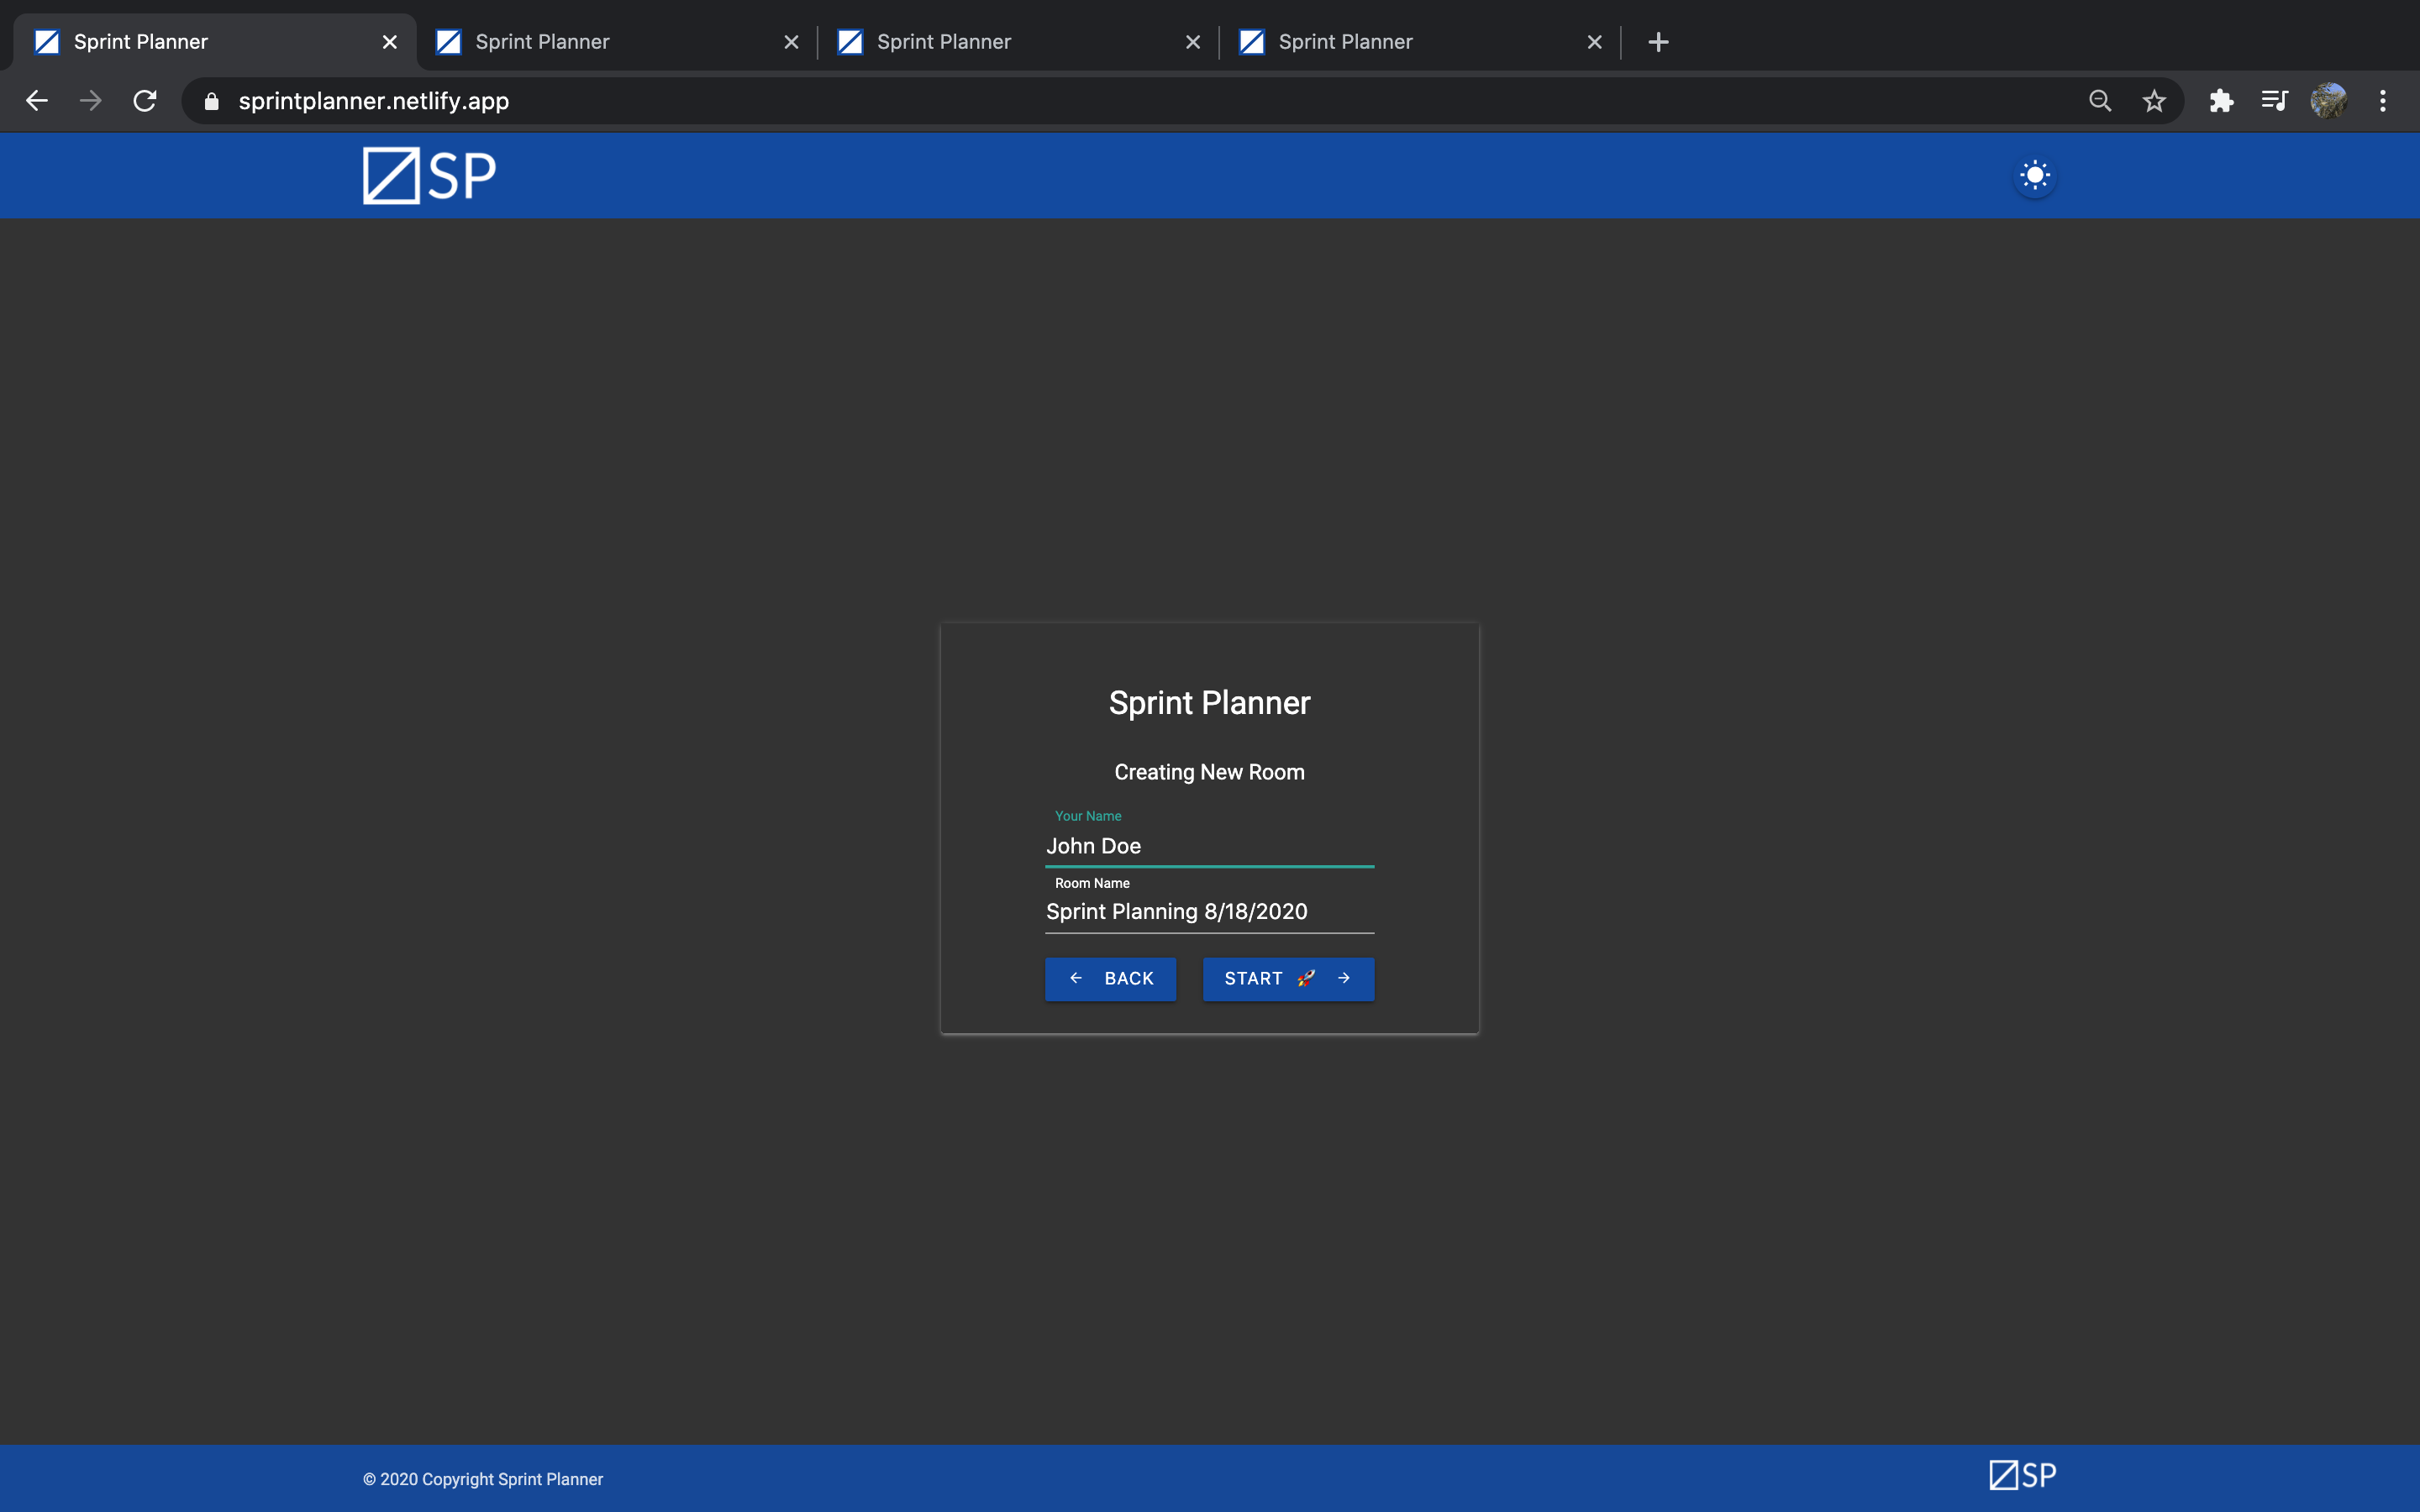 Sprint Planner Sprint Planner Sprint Planner Sprint Planner
sprintplanner.netlify.app
SP
Sprint Planner
Creating New Room
Your Name
John Doe
Room Name
Sprint Planning 8/18/2020
BACK START
© 2020 Copyright Sprint Planner SP